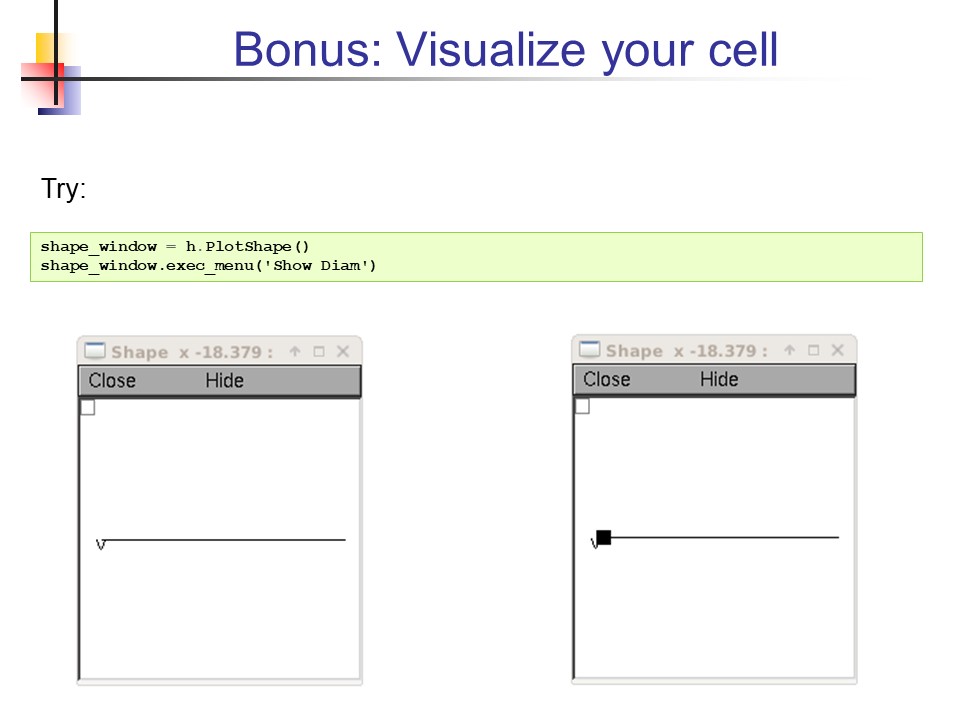 Bonus: Visualize your cell
Try:
shape_window = h.PlotShape()
shape_window.exec_menu('Show Diam')
Shape x -18.379 :
Close Hide
v
Shape x -18.379 :
Close Hide
v